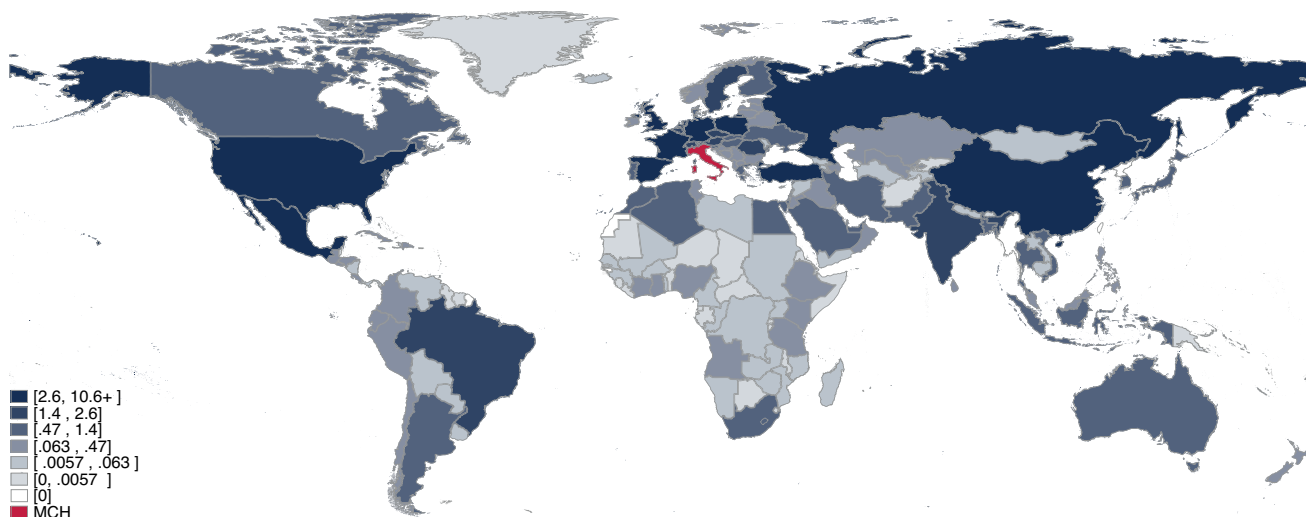 [2.6, 10.6+ ]
[1.4 , 2.6]
[.47 , 1.4]
[.063 , .47]
[ .0057 , .063 ]
[0, .0057  ]
[0]
MCH